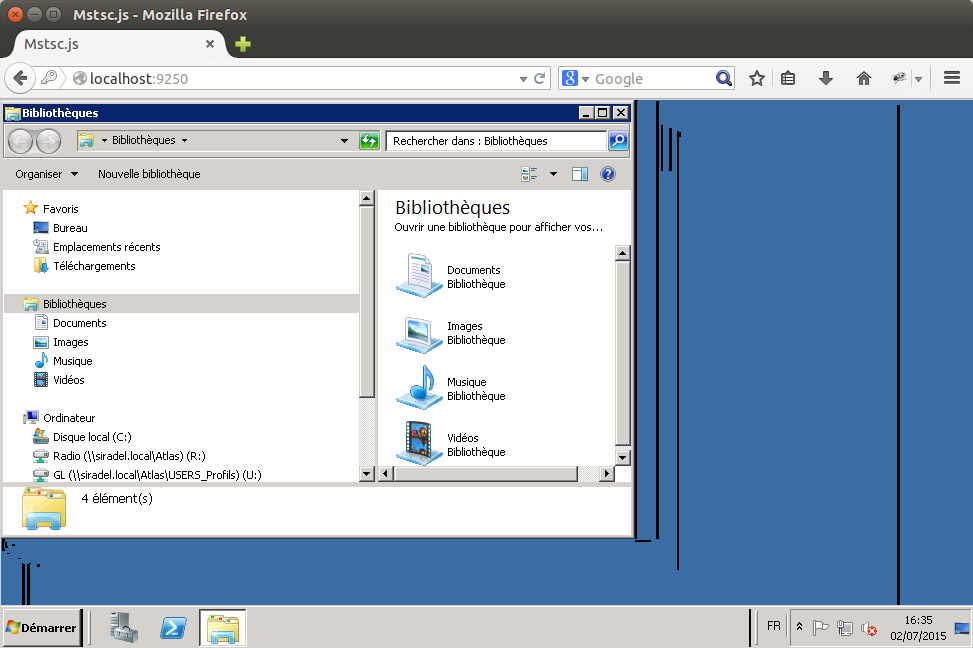 Mstsc.js - Mozilla Firefox
Mstsc.js
localhost:9250
Google
Bibliothèques
Bibliothèques
Rechercher dans : Bibliothèques
Organiser
Nouvelle bibliothèque
Favoris
Bureau
Emplacements récents
Téléchargements
Bibliothèques
Documents
Images
Musique
Vidéos
Ordinateur
Disque local (C:)
Radio (\\siradel.local\Atlas) (R:)
GL (\\siradel.local\Atlas\USERS_Profils) (U:)
Bibliothèques
Ouvrir une bibliothèque pour afficher vos...
Documents
Bibliothèque
Images
Bibliothèque
Musique
Bibliothèque
Vidéos
Bibliothèque
4 élément(s)
Démarrer
FR
16:35
02/07/2015